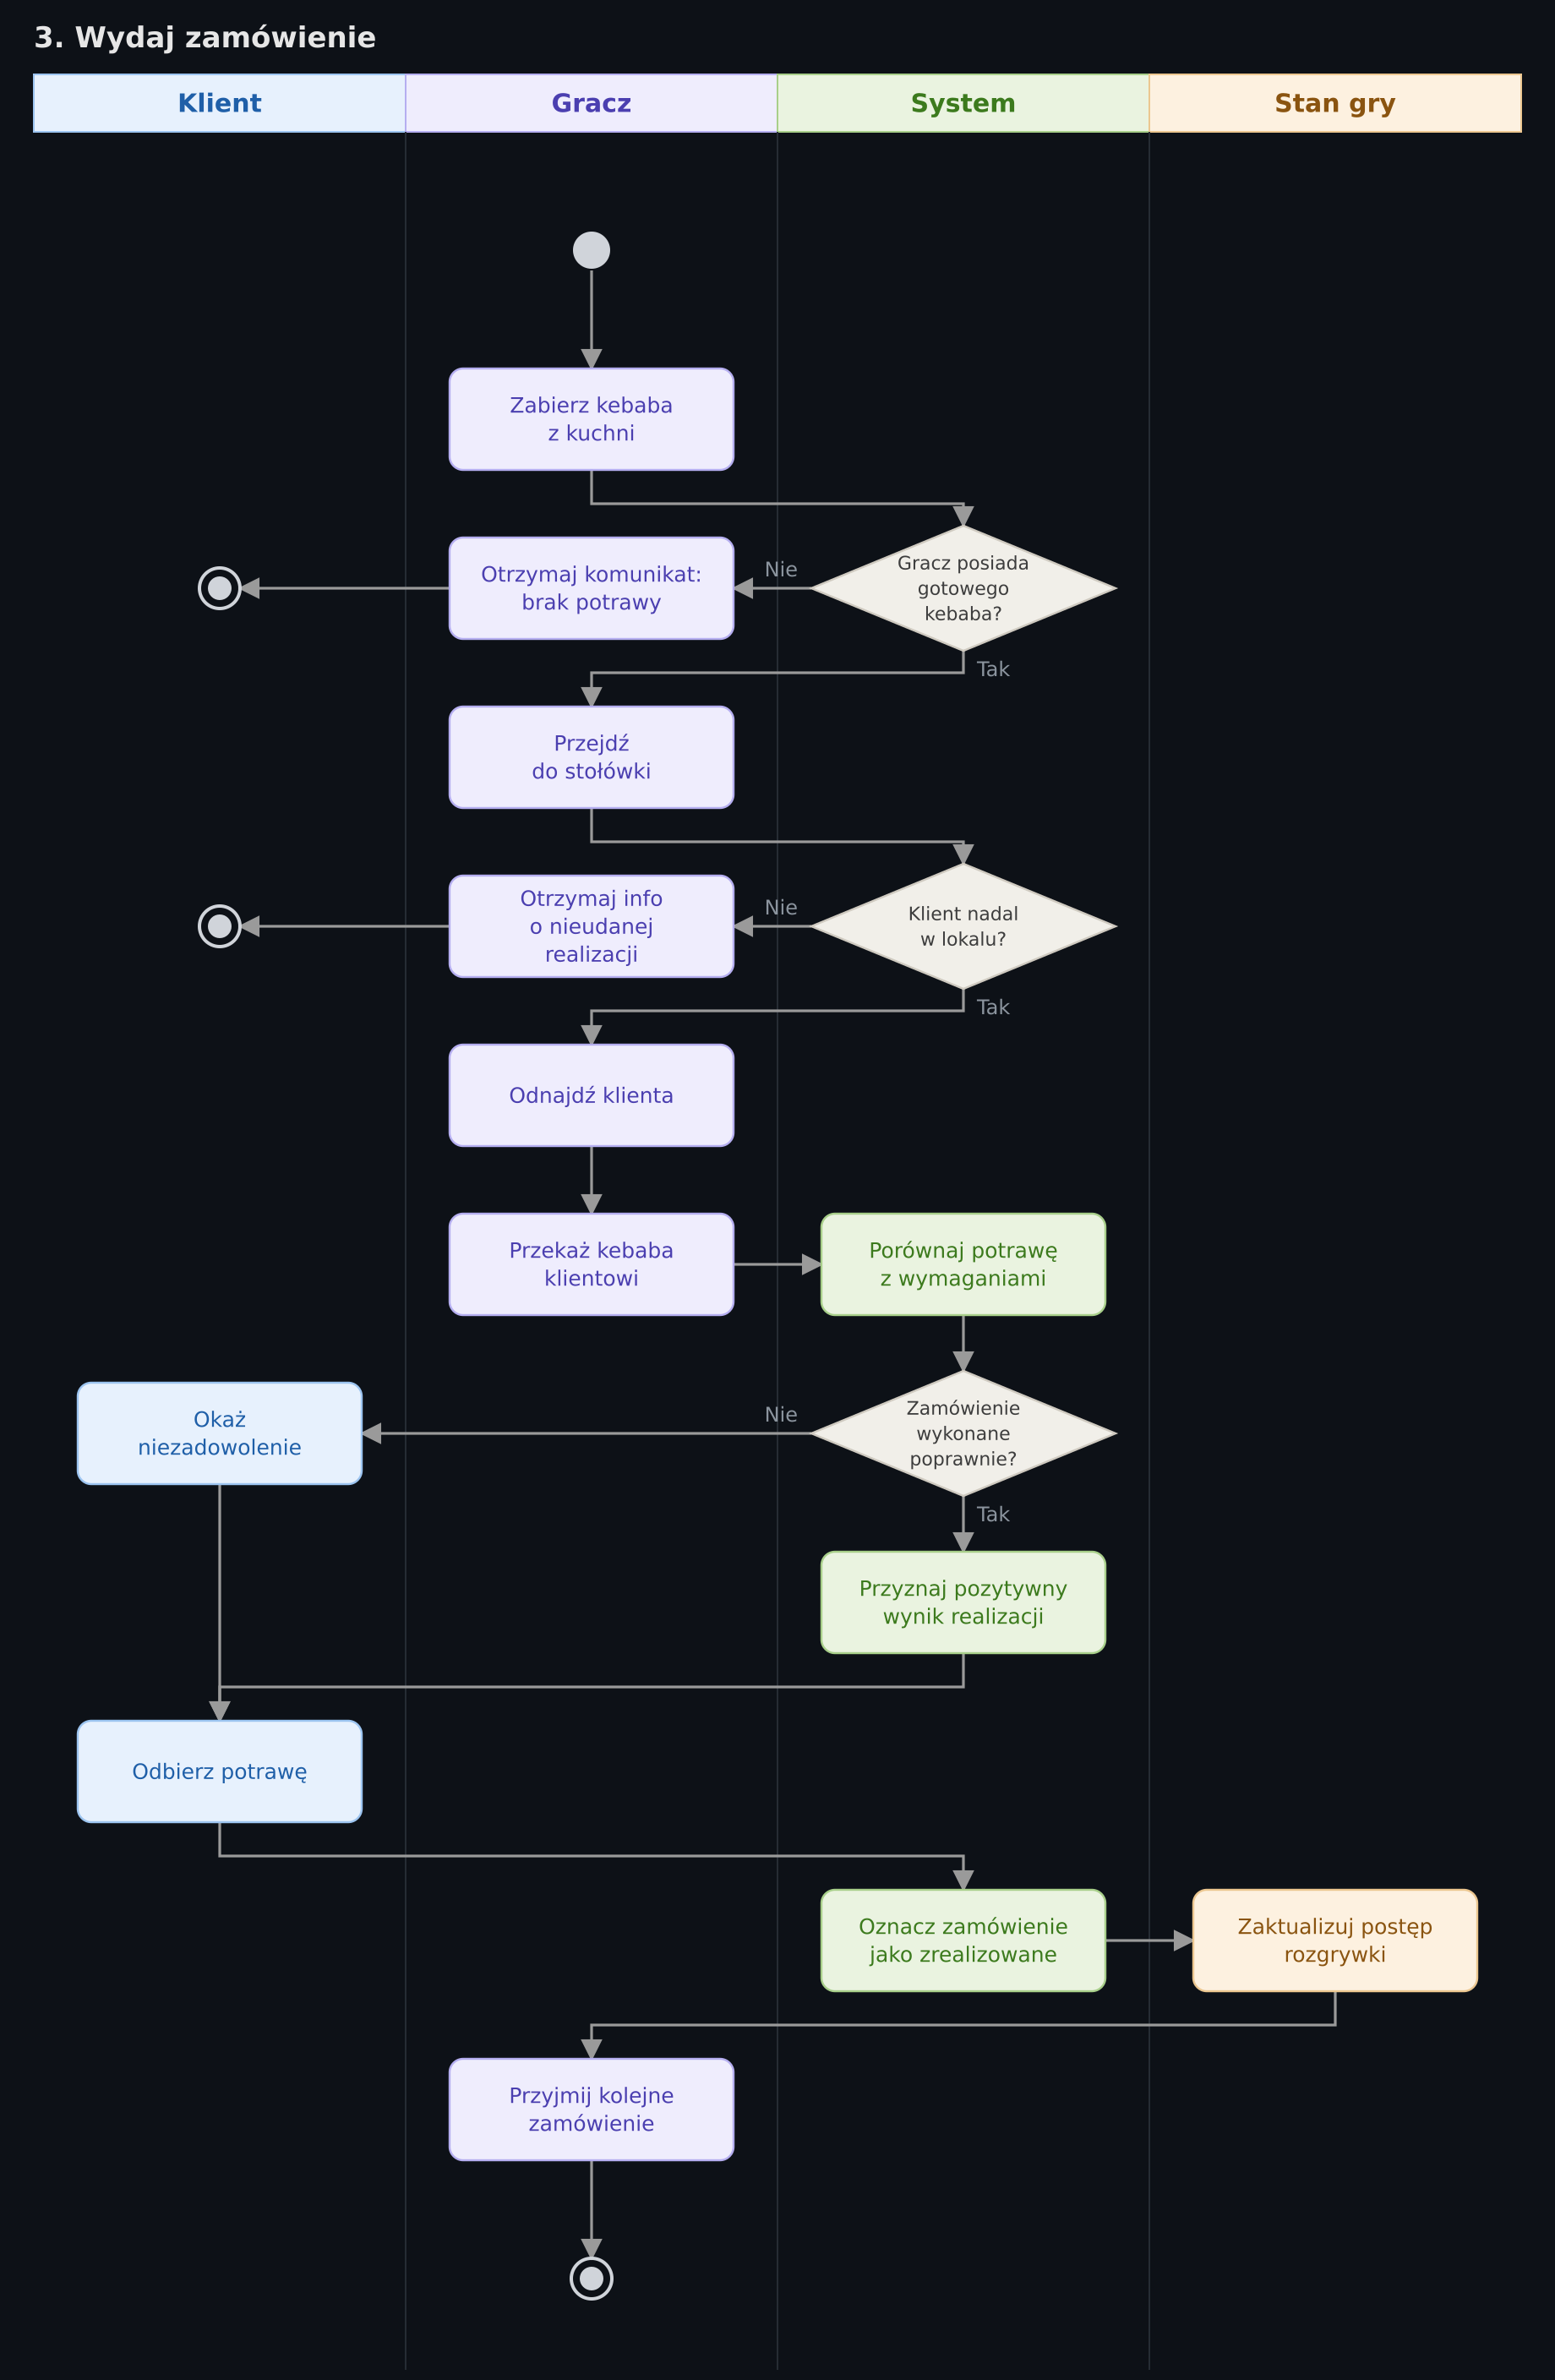 3. Wydaj zamówienie
Klient
Gracz
System
Stan gry
Zabierz kebaba
z kuchni
Gracz posiada
gotowego
kebaba?
Nie
Otrzymaj komunikat:
brak potrawy
Tak
Przejdź
do stołówki
Klient nadal
w lokalu?
Nie
Otrzymaj info
o nieudanej
realizacji
Tak
Odnajdź klienta
Przekaż kebaba
klientowi
Porównaj potrawę
z wymaganiami
Zamówienie
wykonane
poprawnie?
Nie
Okaż
niezadowolenie
Tak
Przyznaj pozytywny
wynik realizacji
Odbierz potrawę
Oznacz zamówienie
jako zrealizowane
Zaktualizuj postęp
rozgrywki
Przyjmij kolejne
zamówienie